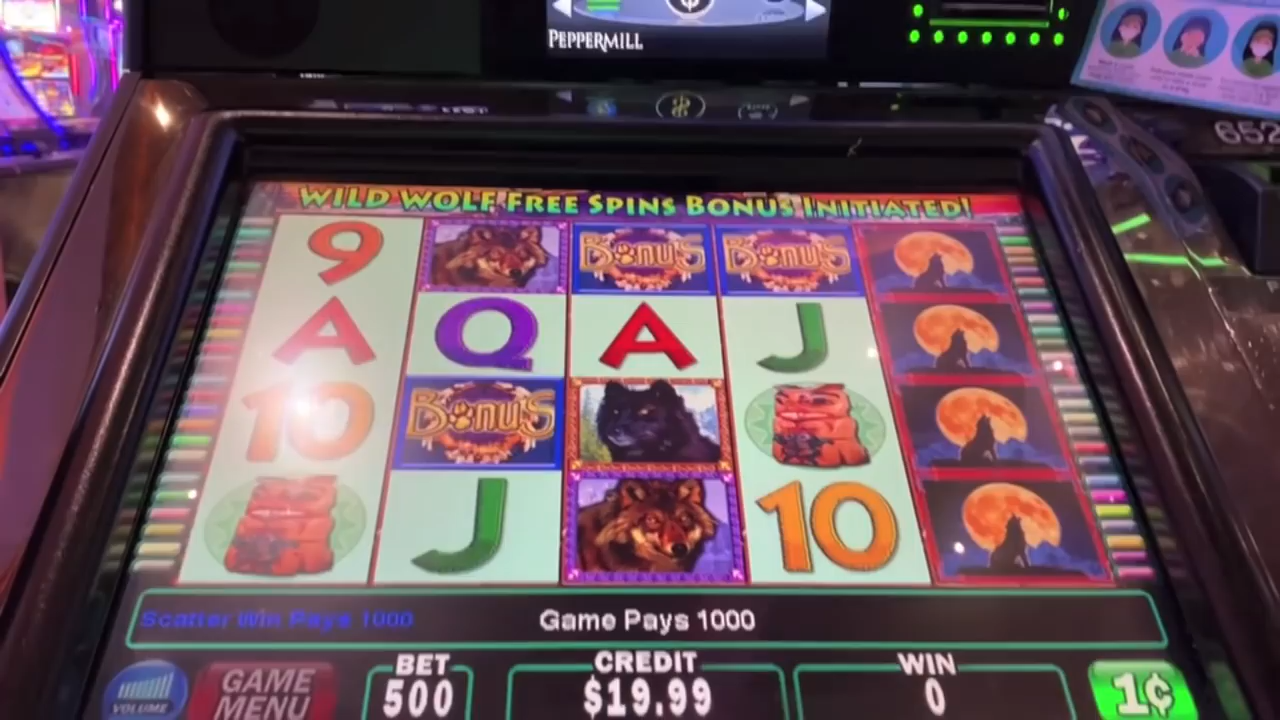 PEPPERMILL
652
WILD WOLF FREE SPINS BONUS INITIATED!
9 BONUS BONUS
A Q A J
10 BONUS
J 10
Scatter Win Pays 1000 Game Pays 1000
VOLUME
GAME MENU
BET
500
CREDIT
$19.99
WIN
0
1¢